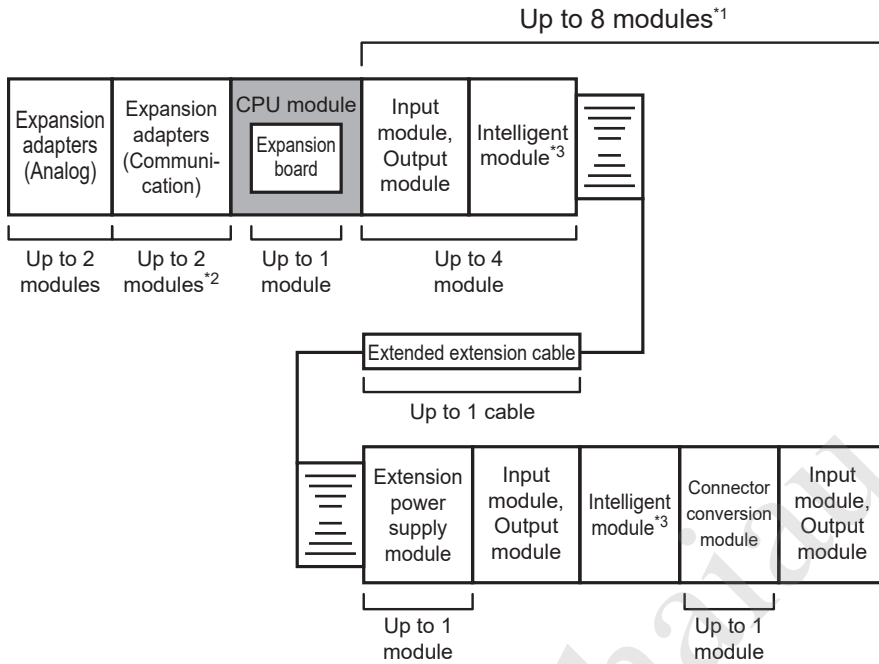 Up to 8 modules*1
Expansion
adapters
(Analog)
Expansion
adapters
(Communi-
cation)
CPU module
Expansion
board
Input
module,
Output
module
Intelligent
module*3
Up to 2
modules
Up to 2
modules*2
Up to 1
module
Up to 4
module
Extended extension cable
Up to 1 cable
Extension
power
supply
module
Input
module,
Output
module
Intelligent
module*3
Connector
conversion
module
Input
module,
Output
module
Up to 1
module
Up to 1
module